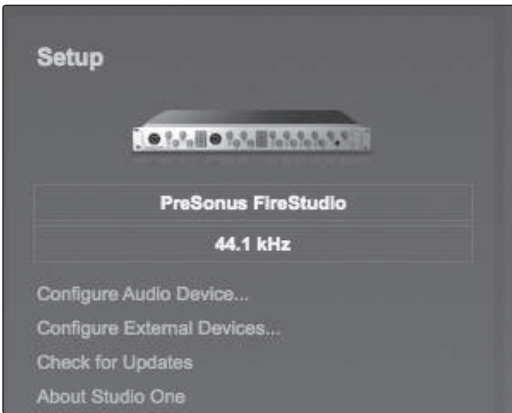 Setup
PreSonus FireStudio
44.1 kHz
Configure Audio Device...
Configure External Devices...
Check for Updates
About Studio One